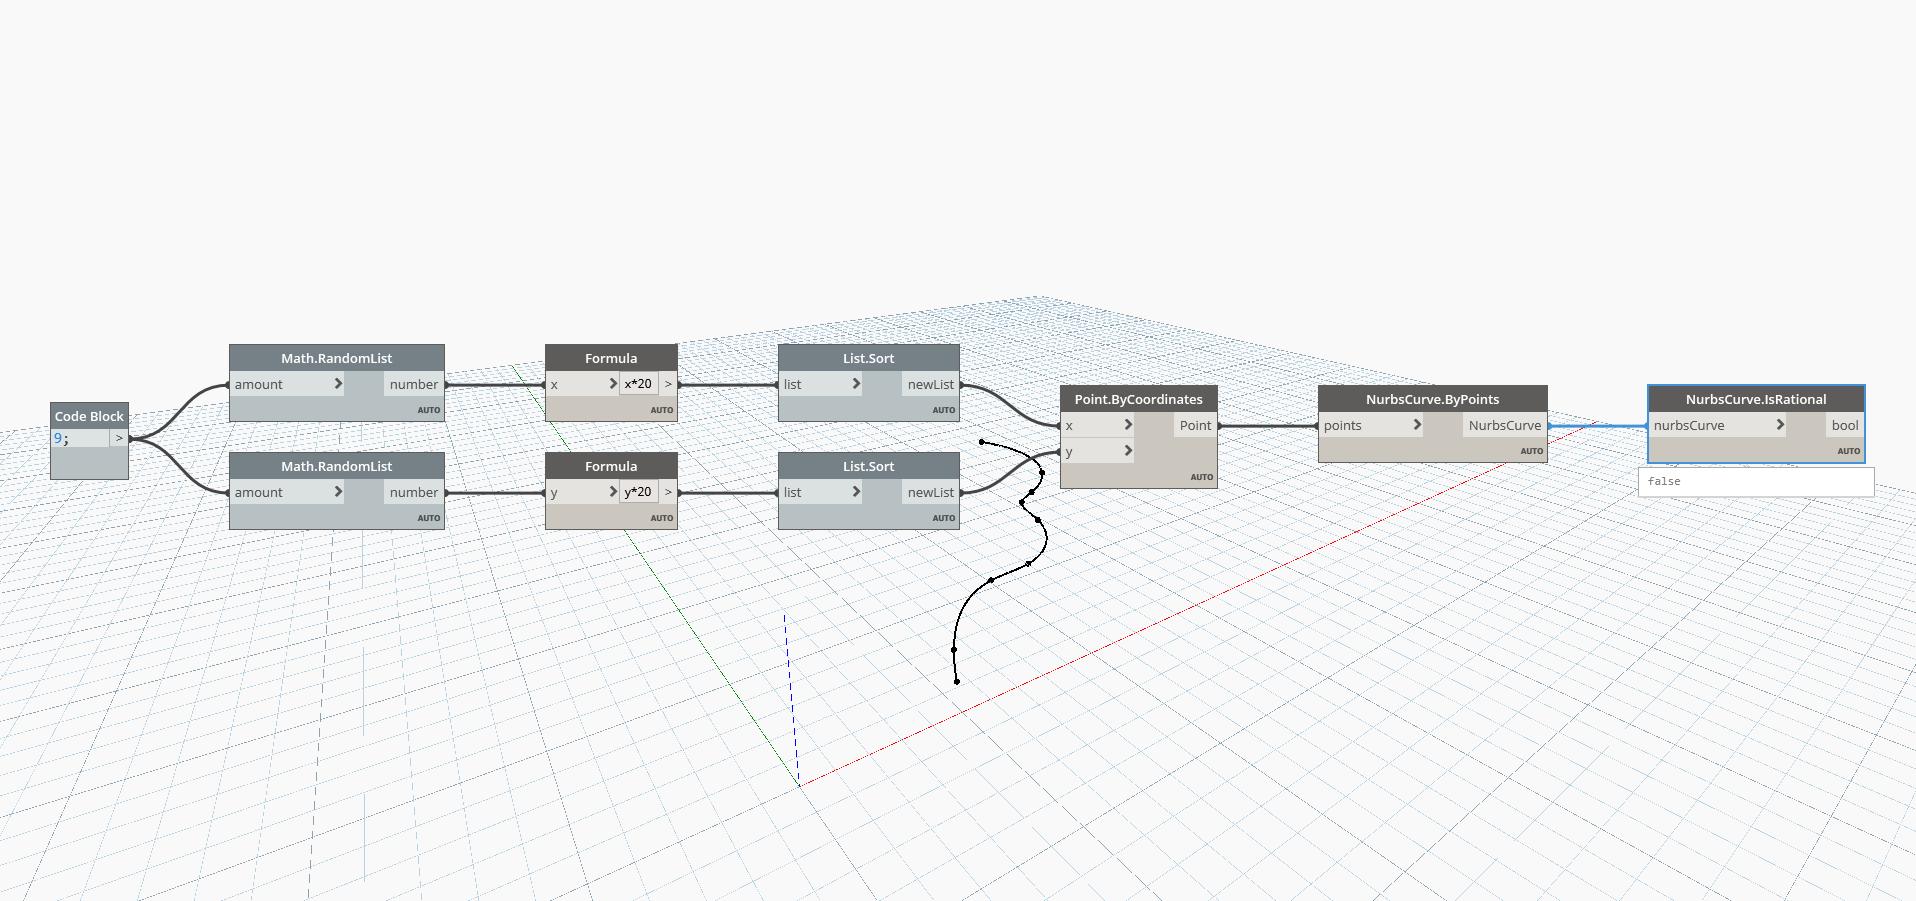 Code Block
9;
>
Math.RandomList
amount > number
AUTO
Math.RandomList
amount > number
AUTO
Formula
x > x*20 >
AUTO
Formula
y > y*20 >
AUTO
List.Sort
list > newList
AUTO
List.Sort
list > newList
AUTO
Point.ByCoordinates
x > Point
y >
AUTO
NurbsCurve.ByPoints
points > NurbsCurve
AUTO
NurbsCurve.IsRational
nurbsCurve > bool
AUTO
false